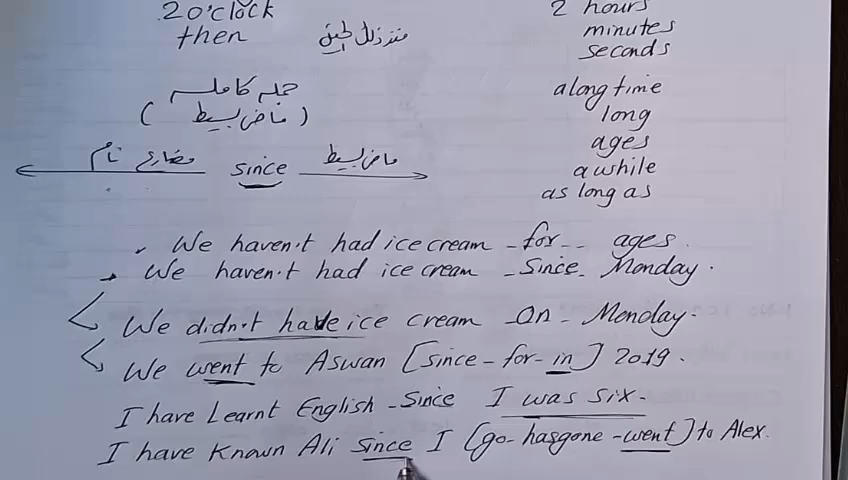 2 o'clock
then منذ ذلك الحين
جملة كاملة
( ماضي بسيط )
مضارع تام since ماضي بسيط
2 hours
minutes
seconds
a long time
long
ages
a while
as long as
. We haven't had ice cream -for-- ages.
. We haven't had ice cream -Since- Monday.
We didn't have ice cream -on- Monday.
We went to Aswan [since-for-in] 2019.
I have Learnt English -Since I was six-
I have Known Ali Since I [go-hasgone-went] to Alex.